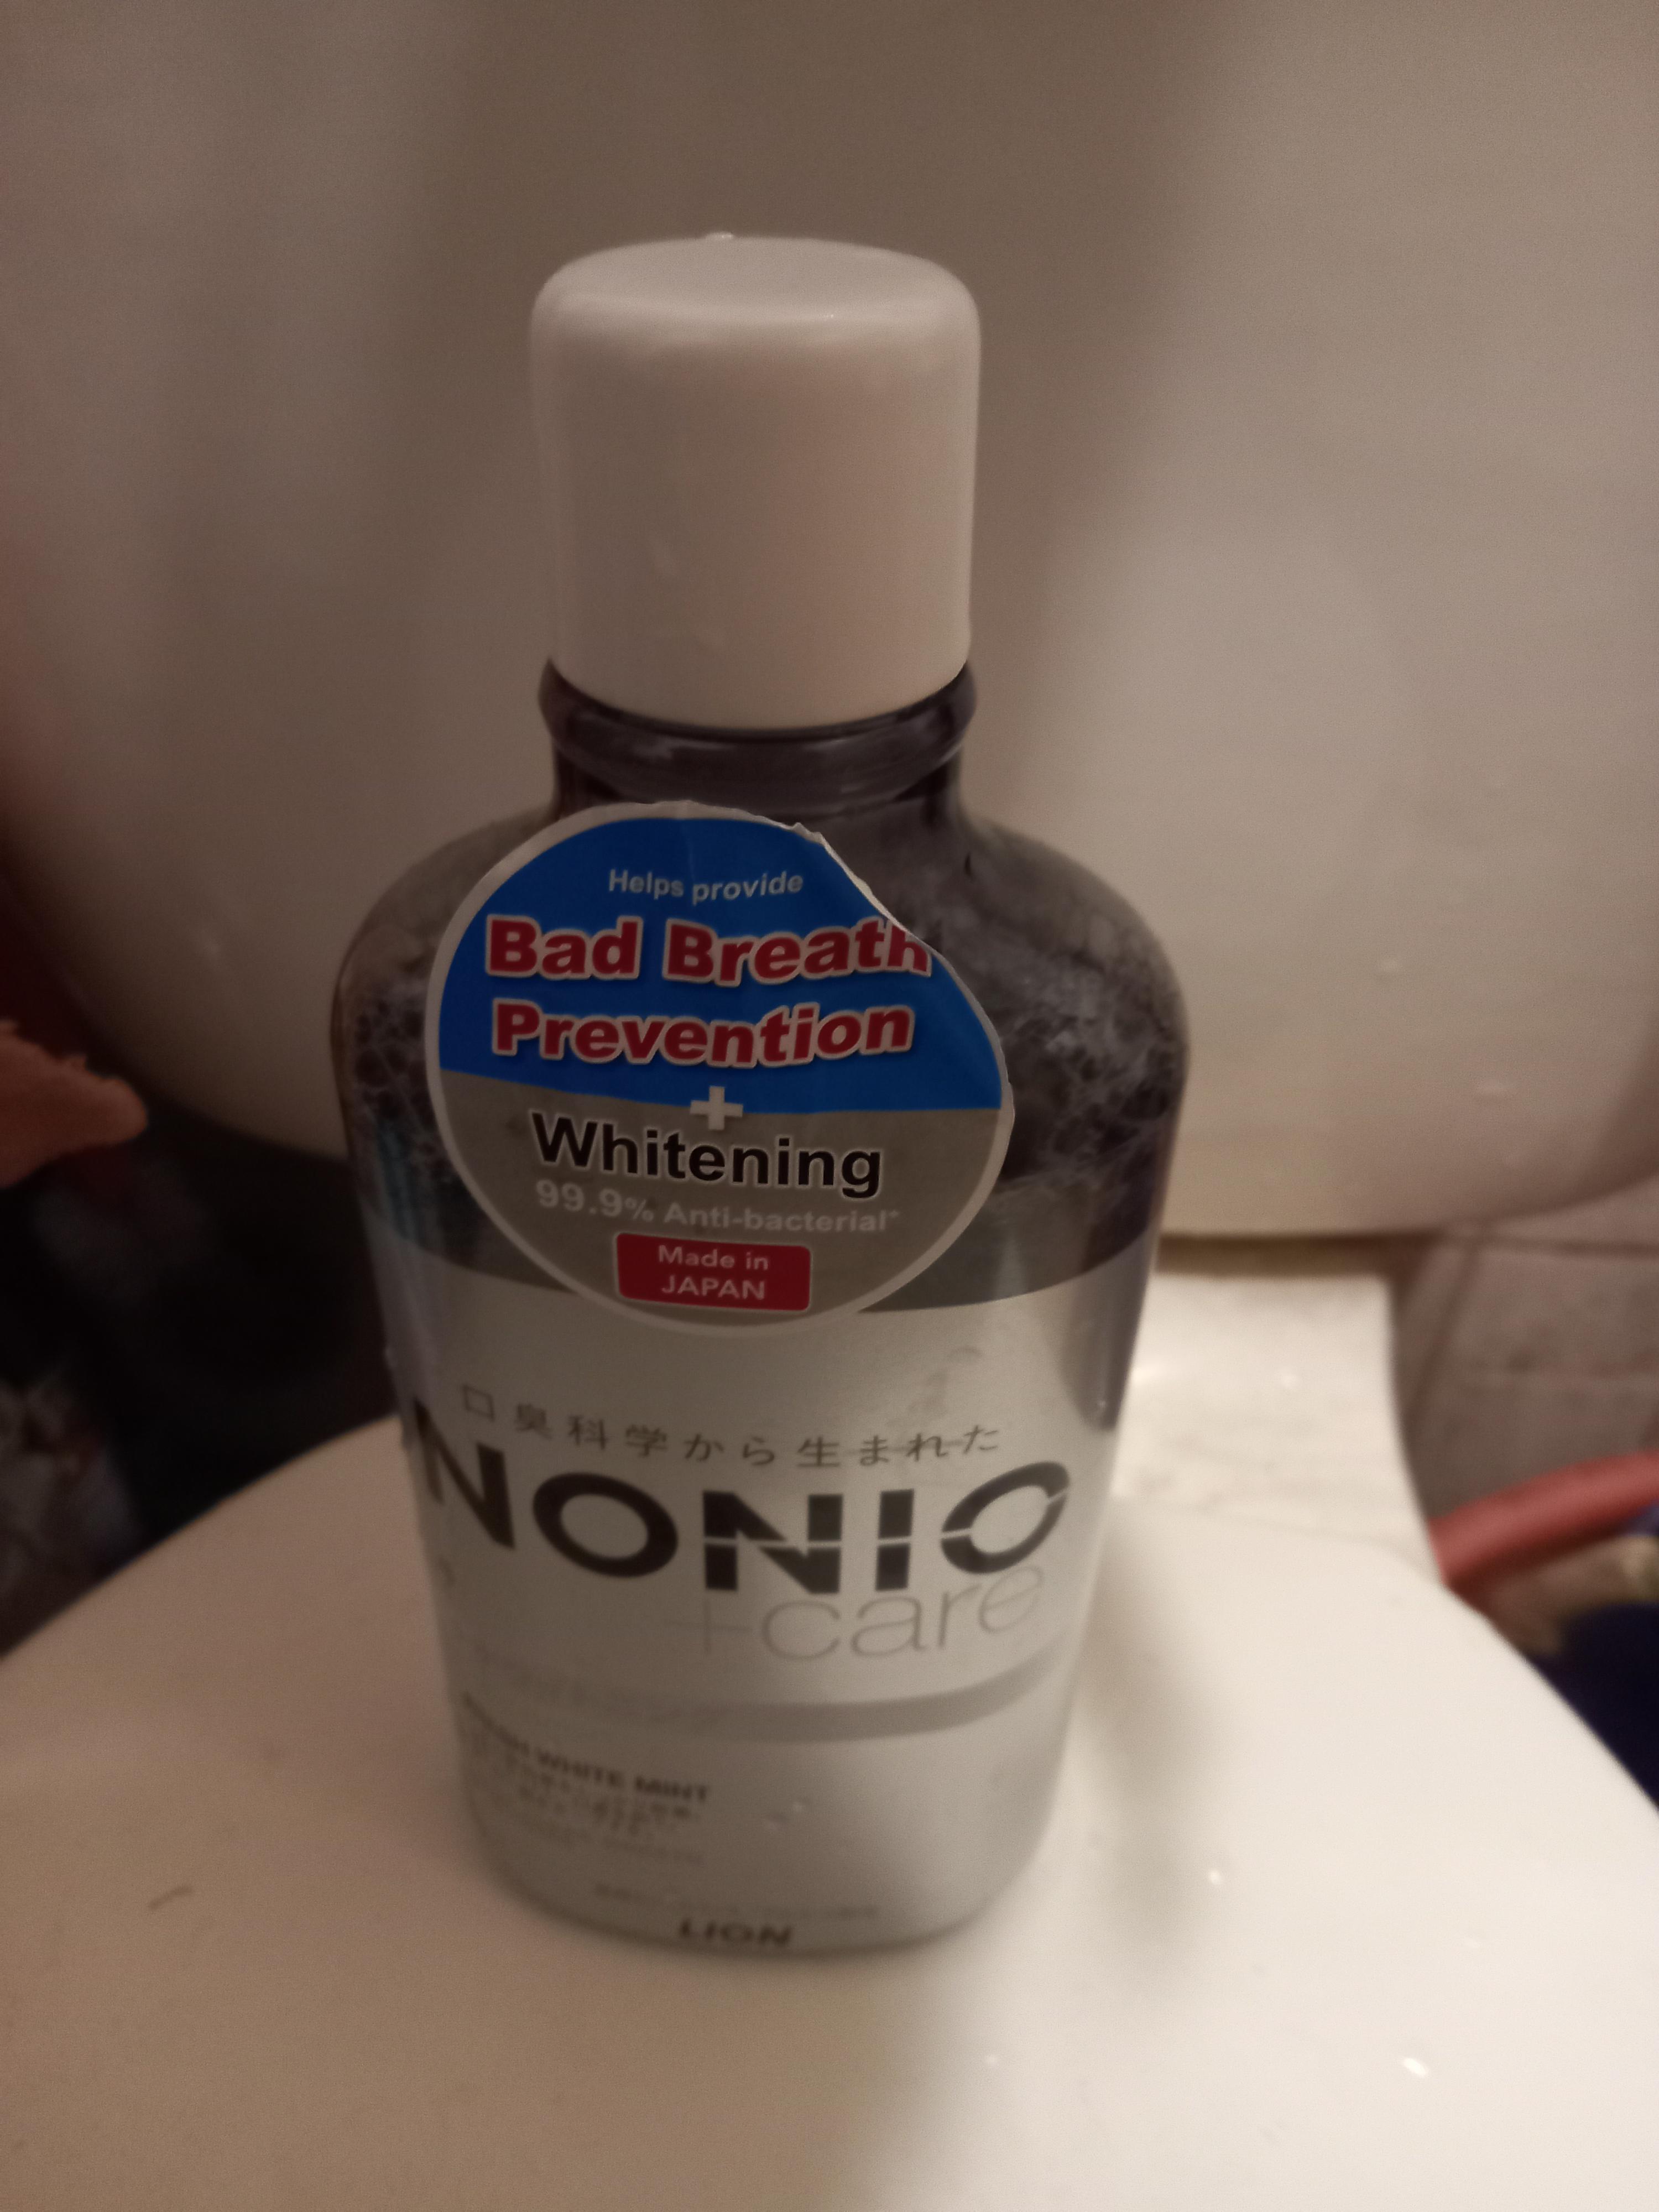 Helps provide
Bad Breath
Prevention
+
Whitening
99.9% Anti-bacterial*
Made in
JAPAN
口臭科学から生まれた
NONIO
+care
WHITE MINT
LION